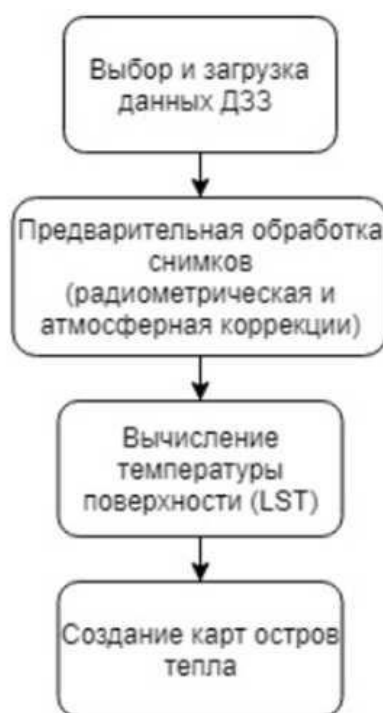 Выбор и загрузка
данных ДЗЗ
Предварительная обработка
снимков
(радиометрическая и
атмосферная коррекции)
Вычисление
температуры
поверхности (LST)
Создание карт остров
тепла